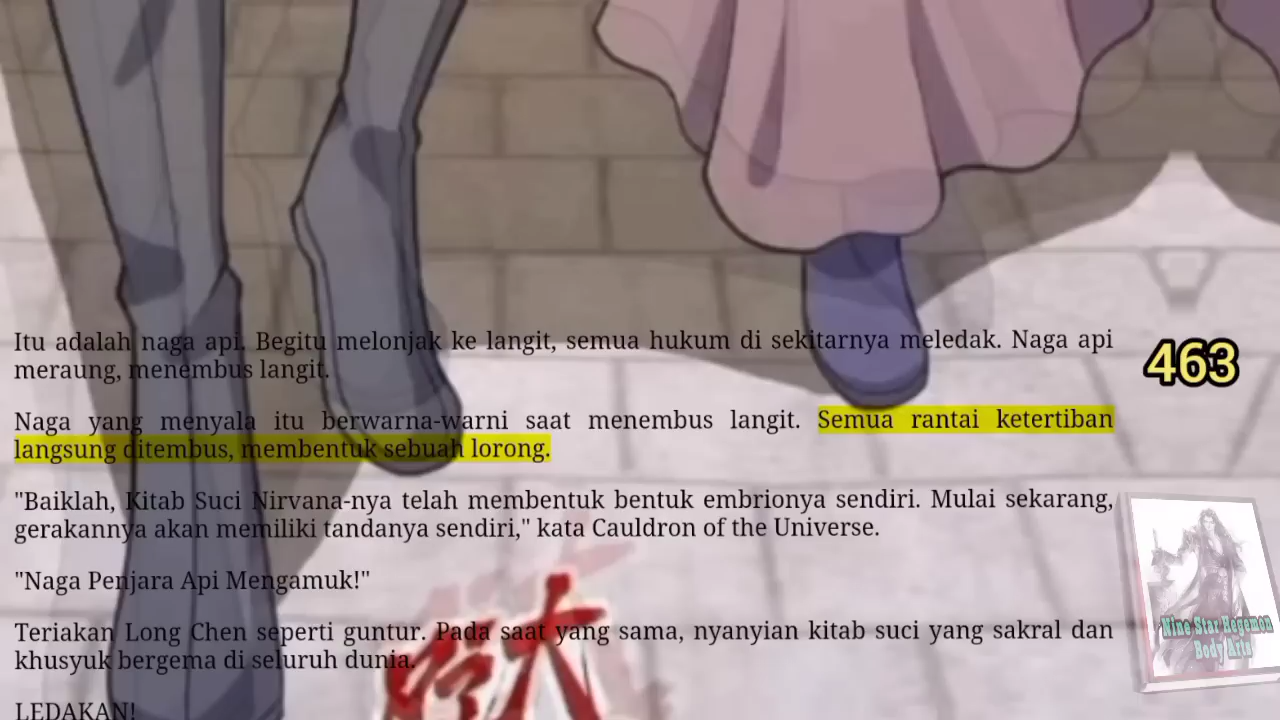 Itu adalah naga api. Begitu melonjak ke langit, semua hukum di sekitarnya meledak. Naga api
meraung, menembus langit.
463
Naga yang menyala itu berwarna-warni saat menembus langit. Semua rantai ketertiban
langsung ditembus, membentuk sebuah lorong.
"Baiklah, Kitab Suci Nirvana-nya telah membentuk bentuk embrionya sendiri. Mulai sekarang,
gerakannya akan memiliki tandanya sendiri," kata Cauldron of the Universe.
"Naga Penjara Api Mengamuk!"
Teriakan Long Chen seperti guntur. Pada saat yang sama, nyanyian kitab suci yang sakral dan
khusyuk bergema di seluruh dunia.
Nine Star Hegemon
Body Arts
LEDAKAN!